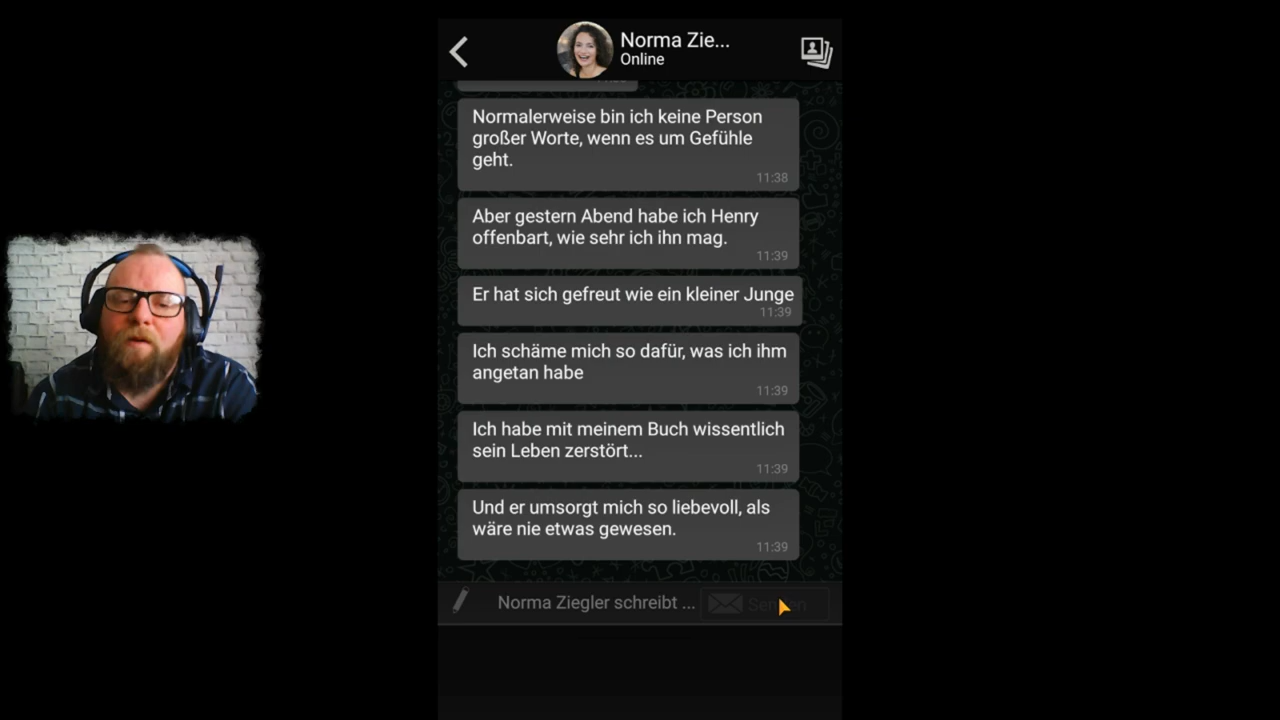 Norma Zie...
Online
Normalerweise bin ich keine Person
großer Worte, wenn es um Gefühle
geht.
11:38
Aber gestern Abend habe ich Henry
offenbart, wie sehr ich ihn mag.
11:39
Er hat sich gefreut wie ein kleiner Junge
11:39
Ich schäme mich so dafür, was ich ihm
angetan habe
11:39
Ich habe mit meinem Buch wissentlich
sein Leben zerstört...
11:39
Und er umsorgt mich so liebevoll, als
wäre nie etwas gewesen.
11:39
Norma Ziegler schreibt ...